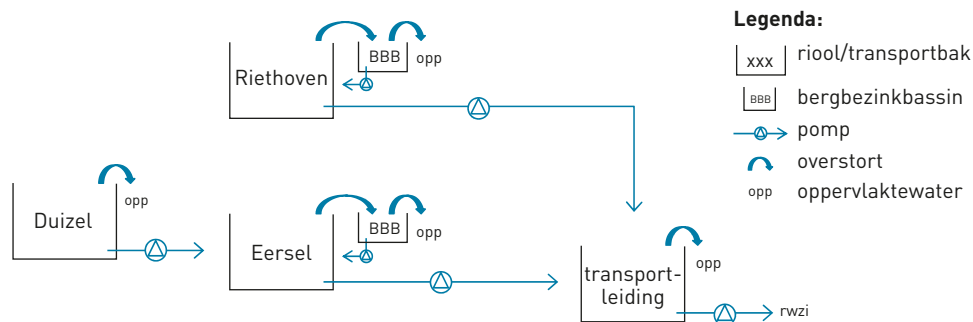 Legenda:
xxx riool/transportbak
BBB bergbezinkbassin
pomp
overstort
opp oppervlaktewater
Riethoven
BBB
opp
Duizel
opp
Eersel
BBB
opp
transport-
leiding
opp
rwzi